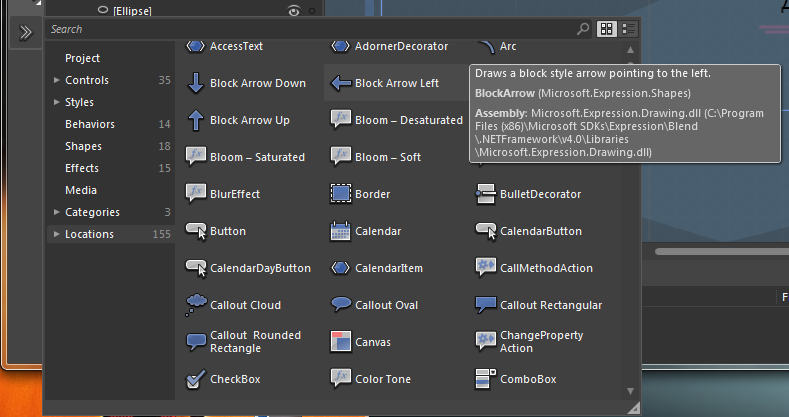 [Ellipse]
Search
Project
Controls 35
Styles
Behaviors 14
Shapes 18
Effects 15
Media
Categories 3
Locations 155
AccessText
AdornerDecorator
Arc
Block Arrow Down
Block Arrow Left
Block Arrow Up
Bloom – Desaturated
Bloom – Saturated
Bloom – Soft
BlurEffect
Border
BulletDecorator
Button
Calendar
CalendarButton
CalendarDayButton
CalendarItem
CallMethodAction
Callout Cloud
Callout Oval
Callout Rectangular
Callout Rounded
Rectangle
Canvas
ChangeProperty
Action
CheckBox
Color Tone
ComboBox
Draws a block style arrow pointing to the left.
BlockArrow (Microsoft.Expression.Shapes)
Assembly: Microsoft.Expression.Drawing.dll (C:\Program
Files (x86)\Microsoft SDKs\Expression\Blend
\.NETFramework\v4.0\Libraries
\Microsoft.Expression.Drawing.dll)
F